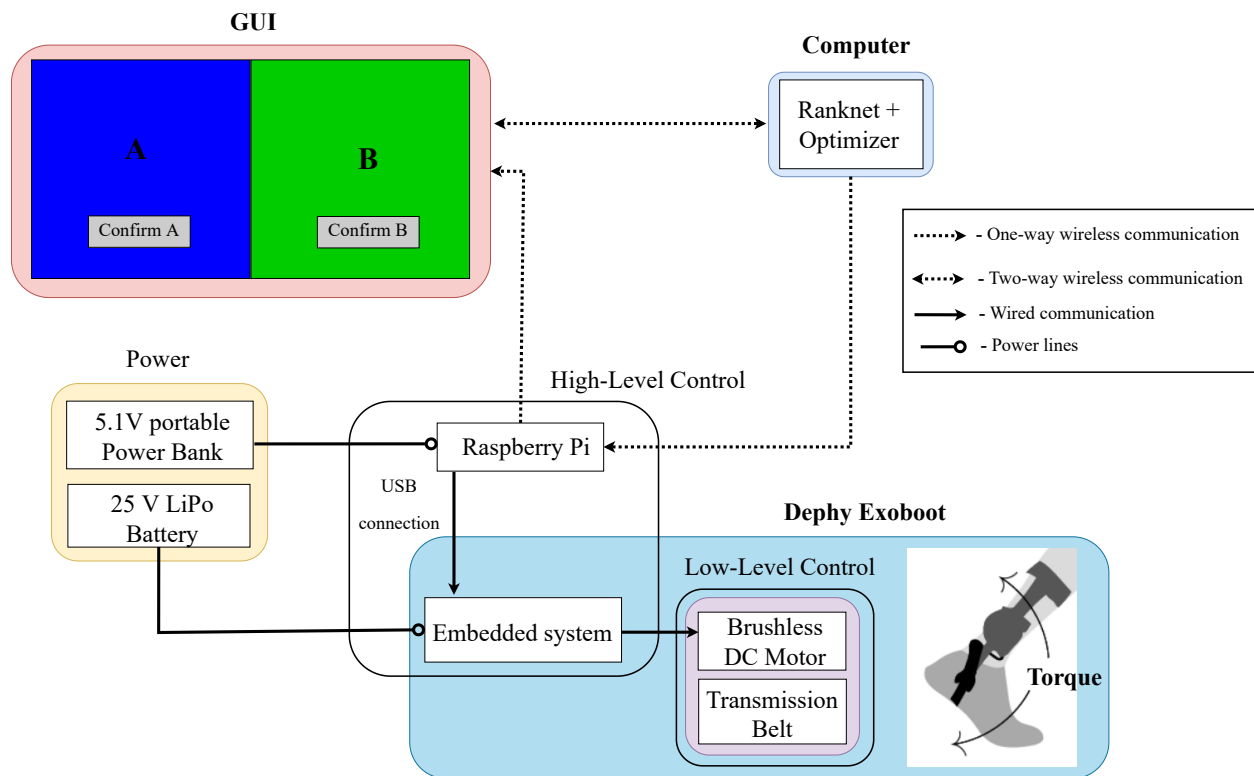 GUI
A
B
Confirm A
Confirm B
Computer
Ranknet +
Optimizer
- One-way wireless communication
- Two-way wireless communication
- Wired communication
- Power lines
Power
5.1V portable
Power Bank
25 V LiPo
Battery
High-Level Control
Raspberry Pi
USB
connection
Embedded system
Dephy Exoboot
Low-Level Control
Brushless
DC Motor
Transmission
Belt
Torque